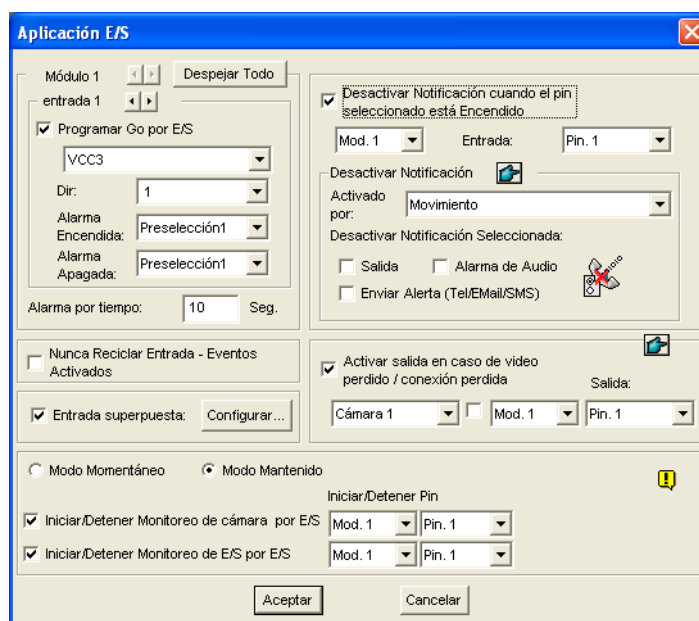 Aplicación E/S
Módulo 1
Despejar Todo
entrada 1
Programar Go por E/S
VCC3
Dir:
1
Alarma
Encendida:
Preselección1
Alarma
Apagada:
Preselección1
Alarma por tiempo:
10
Seg.
Nunca Reciclar Entrada - Eventos
Activados
Entrada superpuesta:
Configurar...
Desactivar Notificación cuando el pin
seleccionado está Encendido
Mod. 1
Entrada:
Pin. 1
Desactivar Notificación
Activado
por:
Movimiento
Desactivar Notificación Seleccionada:
Salida
Alarma de Audio
Enviar Alerta (Tel/EMail/SMS)
Activar salida en caso de video
perdido / conexión perdida
Salida:
Cámara 1
Mod. 1
Pin. 1
Modo Momentáneo
Modo Mantenido
Iniciar/Detener Pin
Iniciar/Detener Monitoreo de cámara por E/S
Mod. 1
Pin. 1
Iniciar/Detener Monitoreo de E/S por E/S
Mod. 1
Pin. 1
Aceptar
Cancelar